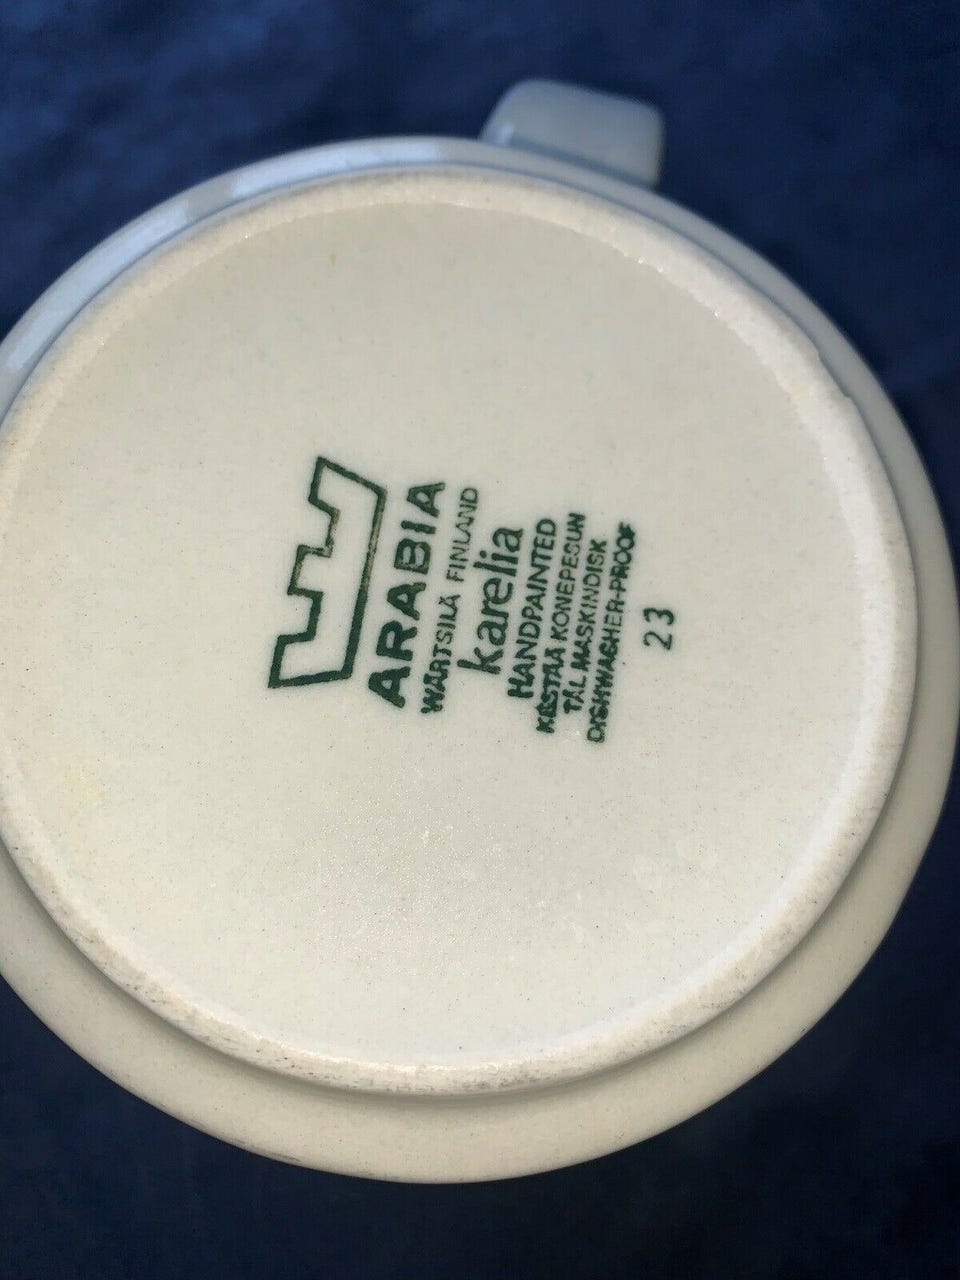 ARABIA
WÄRTSILÄ FINLAND
karelia
HANDPAINTED
KESTÄÄ KONEPESUN
TÅL MASKINDISK
DISHWASHER-PROOF
23